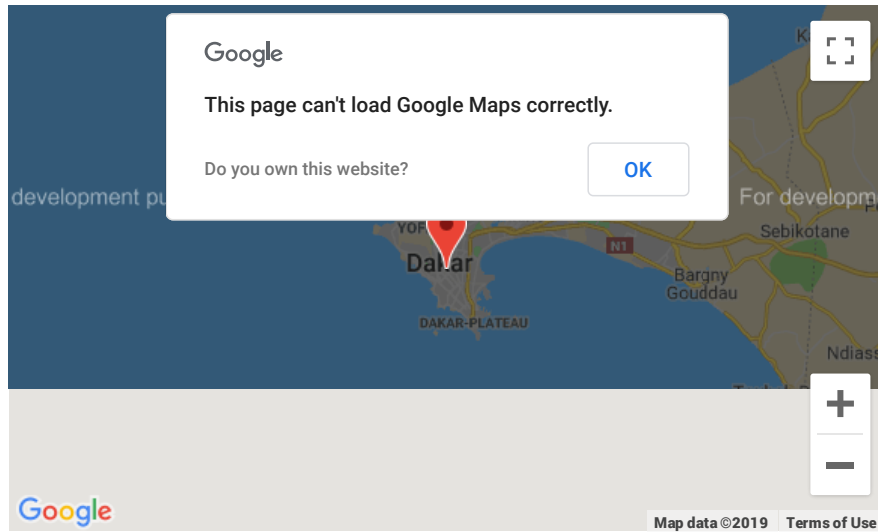 Google
This page can't load Google Maps correctly.
Do you own this website?
OK
development pu
For developm
YOF
Sebikotane
N1
Dakar
Bargny
Gouddau
DAKAR-PLATEAU
Ndiass
Google
Map data ©2019 Terms of Use